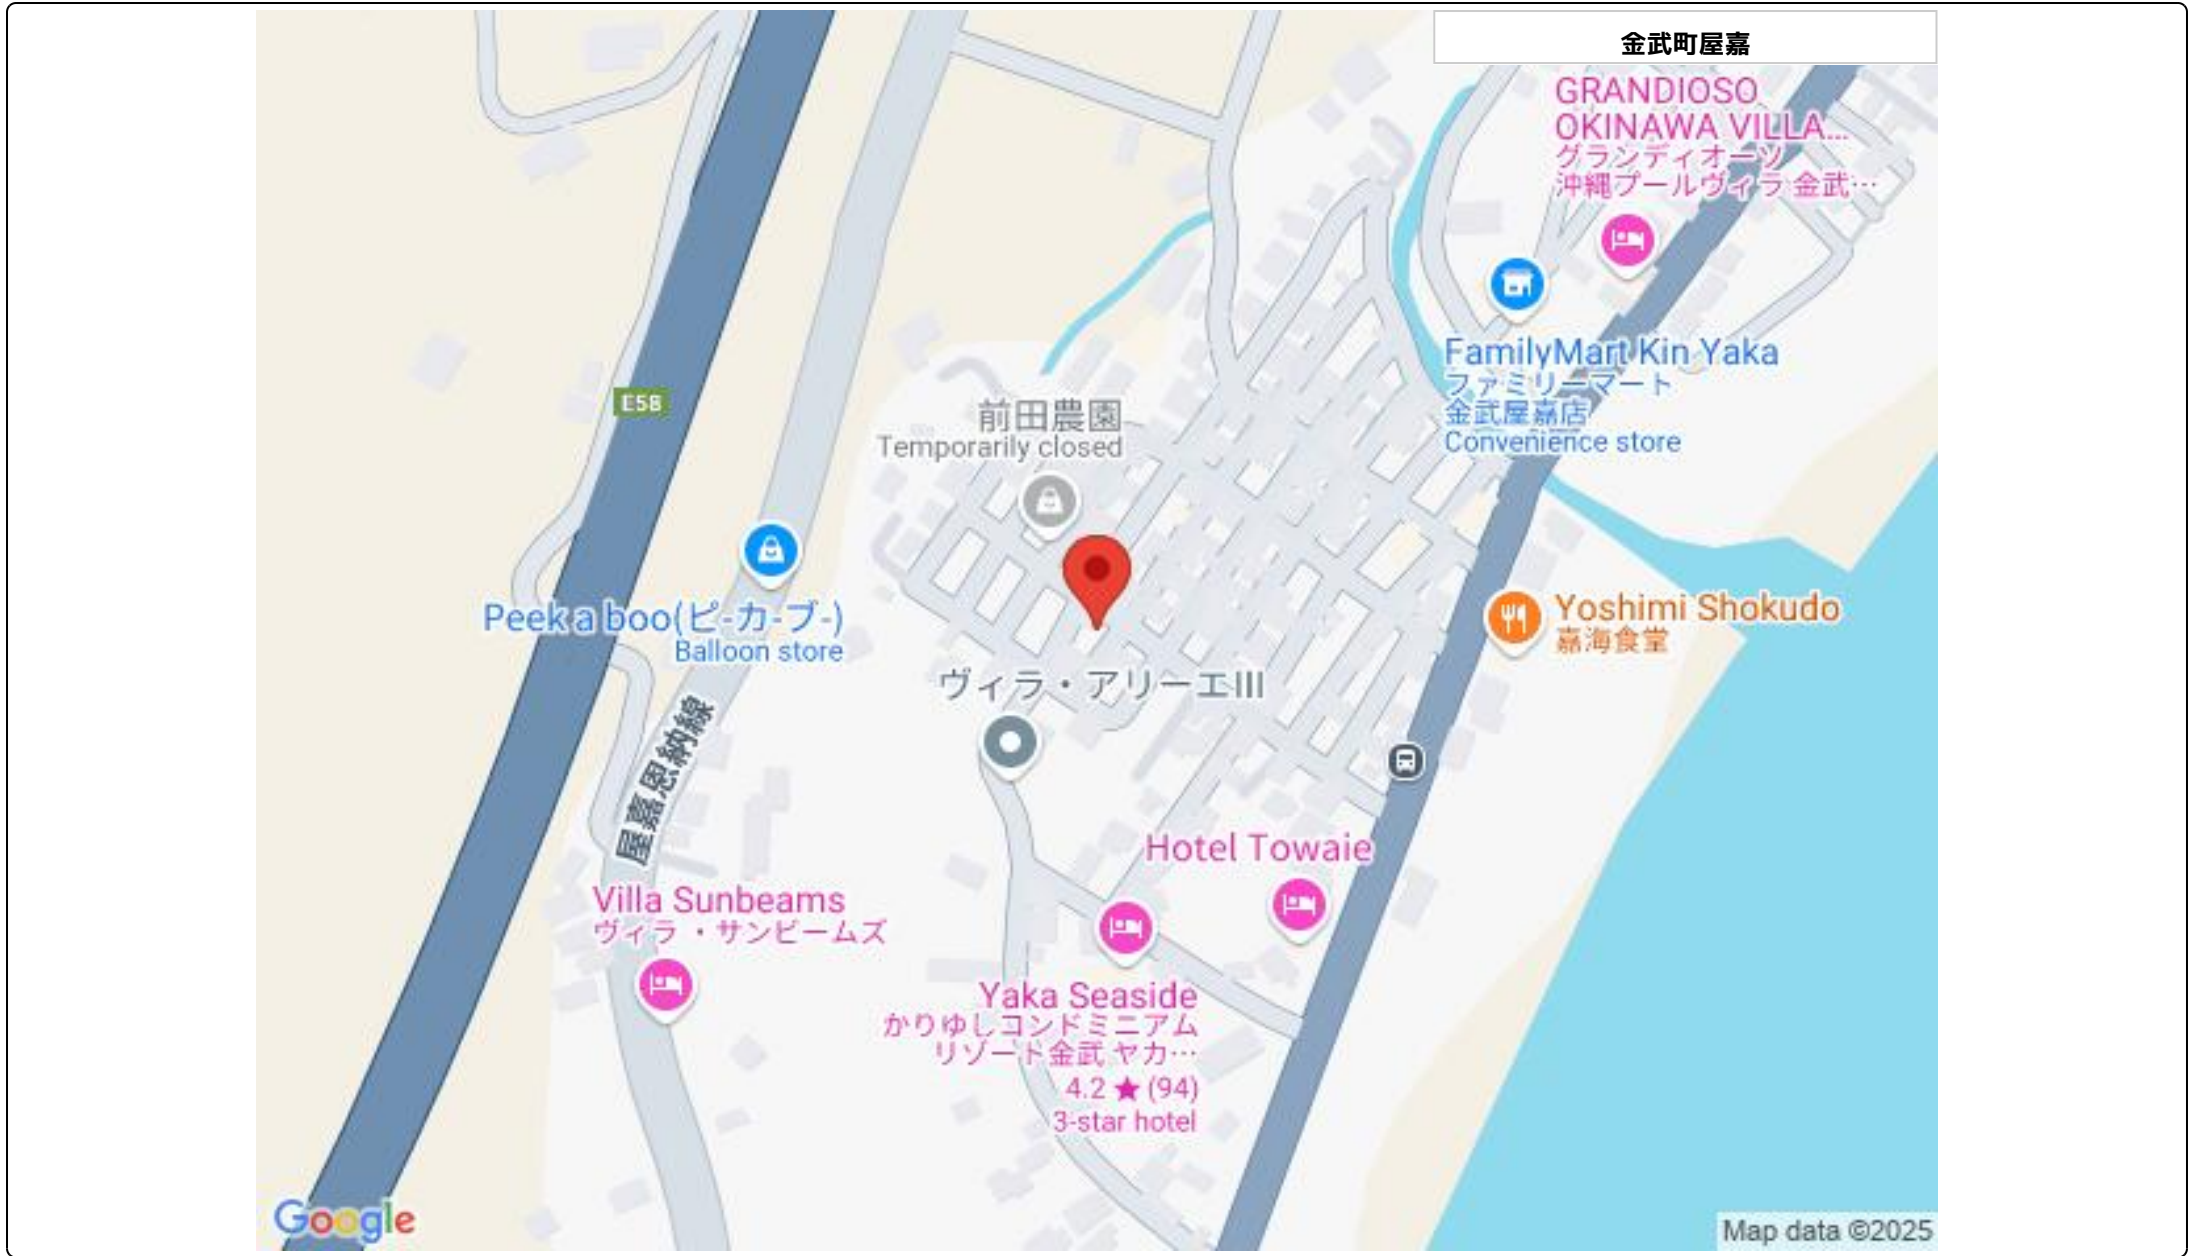 金武町屋嘉
GRANDIOSO
OKINAWA VILLA...
グランディオーソ
沖縄プールヴィラ 金武…
FamilyMart Kin Yaka
ファミリーマート
金武屋嘉店
Convenience store
E58
前田農園
Temporarily closed
Peek a boo(ピ-カ-ブ-)
Balloon store
Yoshimi Shokudo
嘉海食堂
ヴィラ・アリーエIII
屋嘉恩納線
Hotel Towaie
Villa Sunbeams
ヴィラ・サンビームズ
Yaka Seaside
かりゆしコンドミニアム
リゾート金武 ヤカ…
4.2 ★ (94)
3-star hotel
Google
Map data ©2025